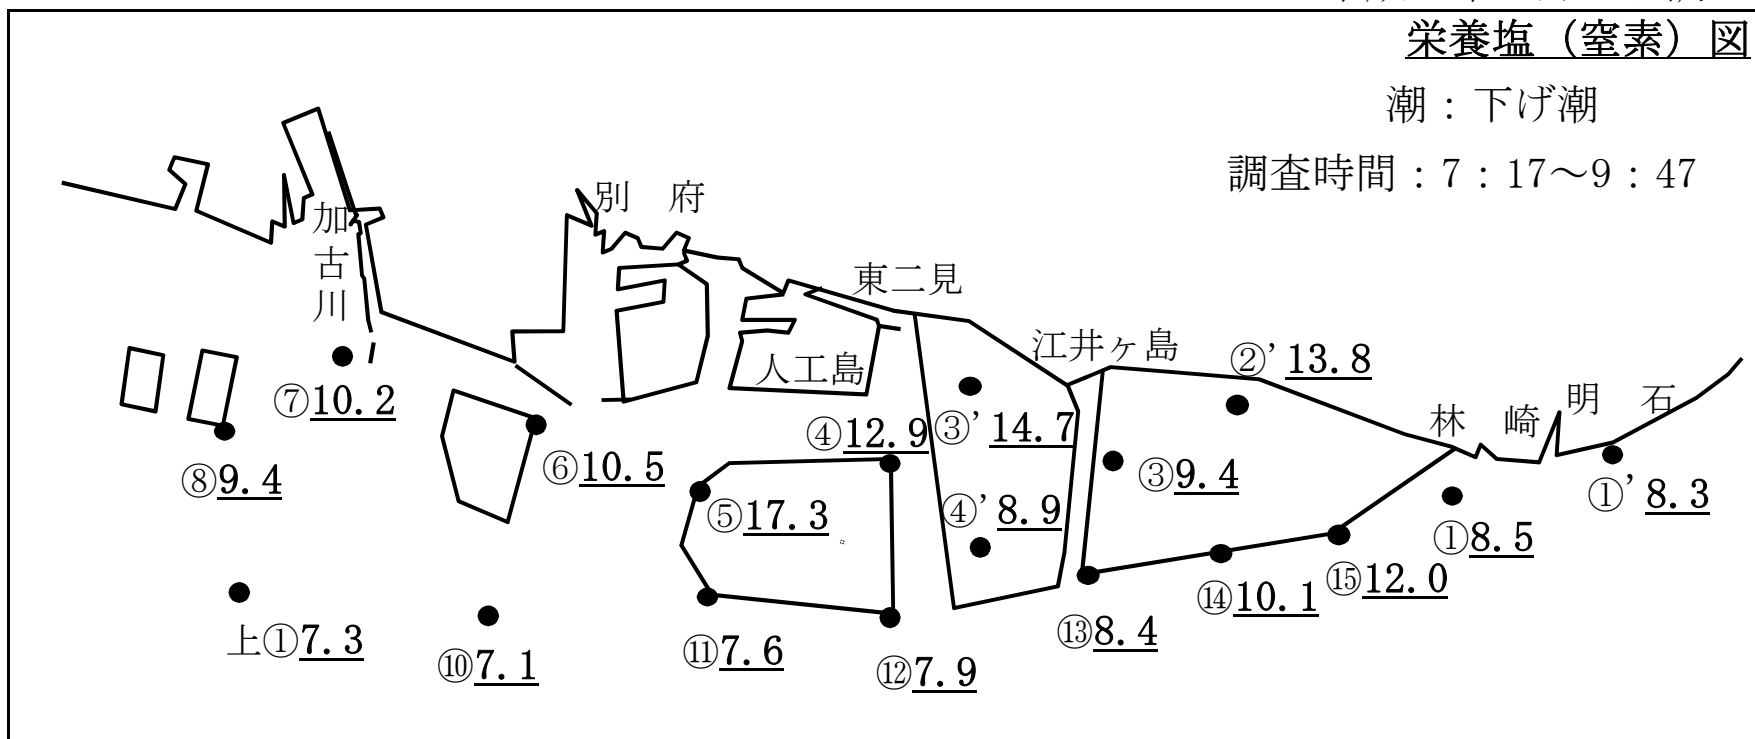 栄養塩（窒素）図
潮：下げ潮
調査時間：7：17～9：47
加古川
別　府
東二見
人工島
江井ヶ島
林　崎
明　石
②’13.8
⑦10.2
③’14.7
④12.9
⑥10.5
③9.4
⑧9.4
①’8.3
⑤17.3
④’8.9
①8.5
⑮12.0
⑭10.1
⑬8.4
上①7.3
⑩7.1
⑪7.6
⑫7.9